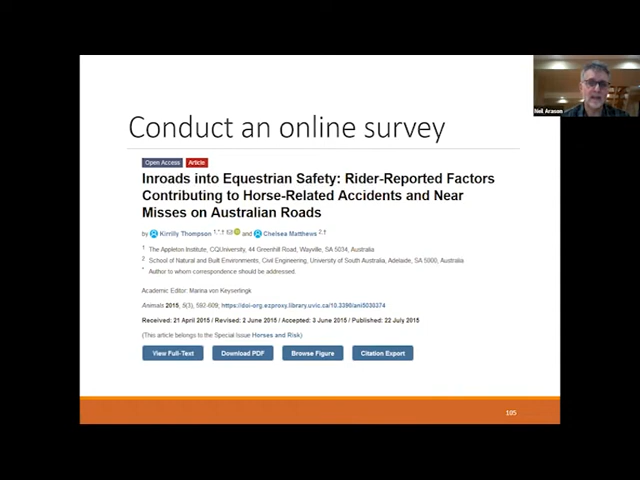 Conduct an online survey
Open Access Article
Inroads into Equestrian Safety: Rider-Reported Factors
Contributing to Horse-Related Accidents and Near
Misses on Australian Roads
by Kirrilly Thompson 1,*,† and Chelsea Matthews 2,†
1 The Appleton Institute, CQUniversity, 44 Greenhill Road, Wayville, SA 5034, Australia
2 School of Natural and Built Environments, Civil Engineering, University of South Australia, Adelaide, SA 5000, Australia
* Author to whom correspondence should be addressed.
Academic Editor: Marina von Keyserlingk
Animals 2015, 5(3), 592-609; https://doi-org.ezproxy.library.uvic.ca/10.3390/ani5030374
Received: 21 April 2015 / Revised: 2 June 2015 / Accepted: 3 June 2015 / Published: 22 July 2015
(This article belongs to the Special Issue Horses and Risk)
View Full-Text Download PDF Browse Figure Citation Export
105
Neil Arason